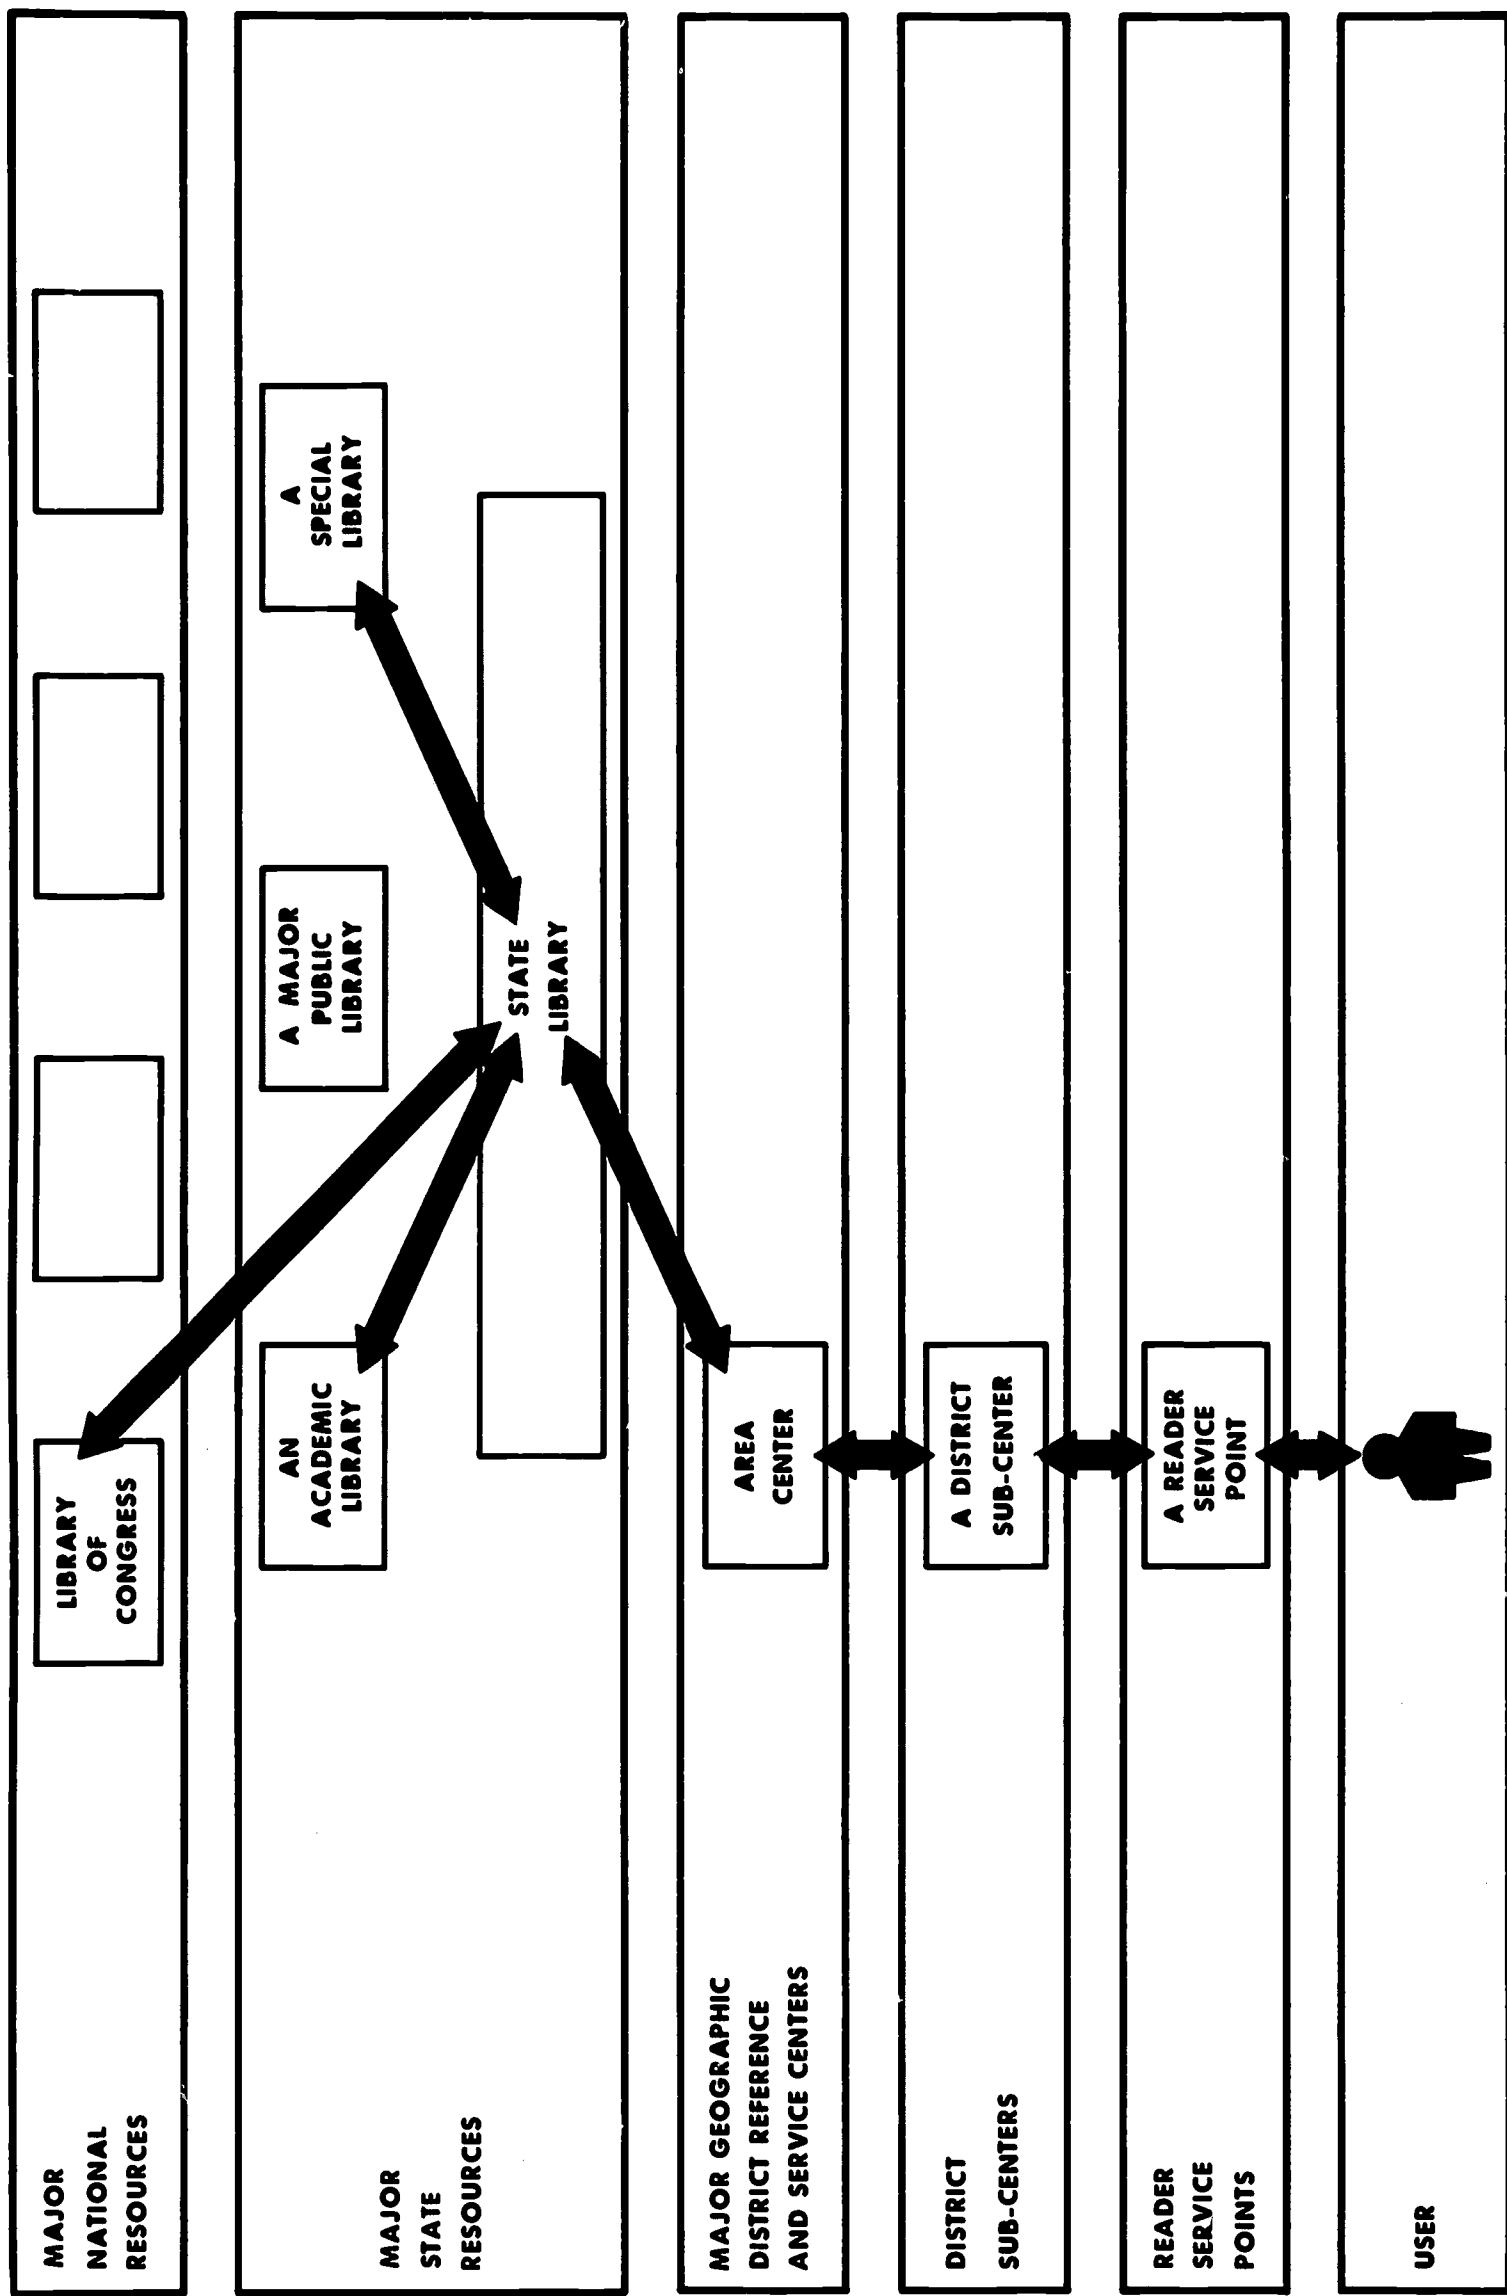 MAJOR
NATIONAL
RESOURCES
LIBRARY
OF
CONGRESS
MAJOR
STATE
RESOURCES
AN
ACADEMIC
LIBRARY
A MAJOR
PUBLIC
LIBRARY
A
SPECIAL
LIBRARY
STATE
LIBRARY
MAJOR GEOGRAPHIC
DISTRICT REFERENCE
AND SERVICE CENTERS
AREA
CENTER
DISTRICT
SUB-CENTERS
A DISTRICT
SUB-CENTER
READER
SERVICE
POINTS
A READER
SERVICE
POINT
USER